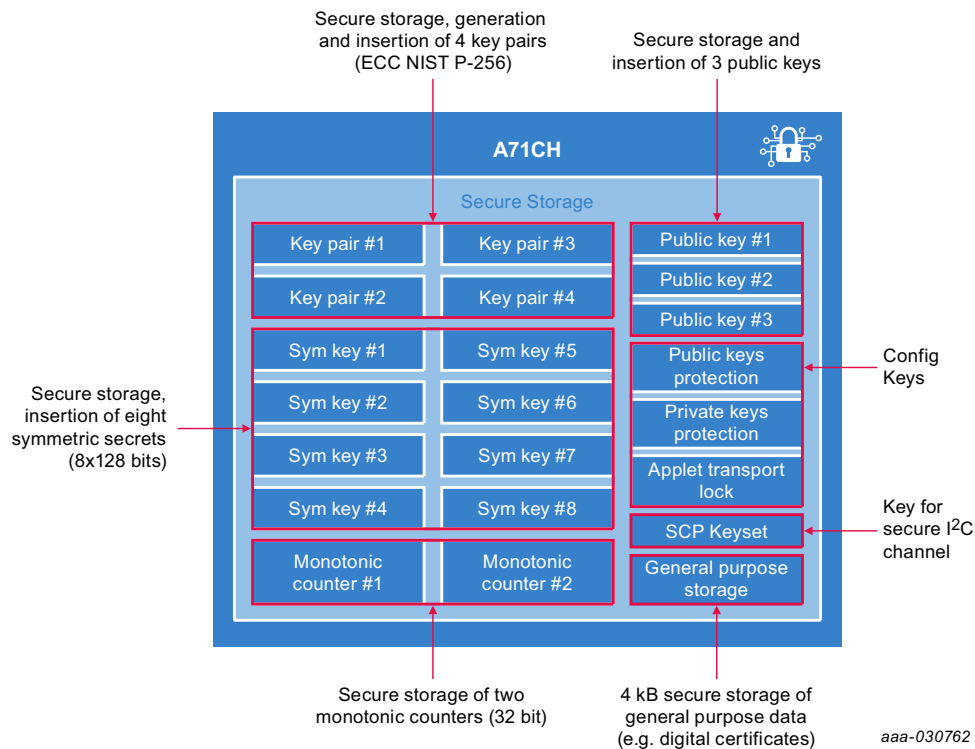 Secure storage, generation
and insertion of 4 key pairs
(ECC NIST P-256)
Secure storage and
insertion of 3 public keys
A71CH
Secure Storage
Key pair #1
Key pair #3
Key pair #2
Key pair #4
Public key #1
Public key #2
Public key #3
Sym key #1
Sym key #5
Sym key #2
Sym key #6
Sym key #3
Sym key #7
Sym key #4
Sym key #8
Public keys
protection
Private keys
protection
Applet transport
lock
Config
Keys
Secure storage,
insertion of eight
symmetric secrets
(8x128 bits)
SCP Keyset
Key for
secure I²C
channel
Monotonic
counter #1
Monotonic
counter #2
General purpose
storage
Secure storage of two
monotonic counters (32 bit)
4 kB secure storage of
general purpose data
(e.g. digital certificates)
aaa-030762